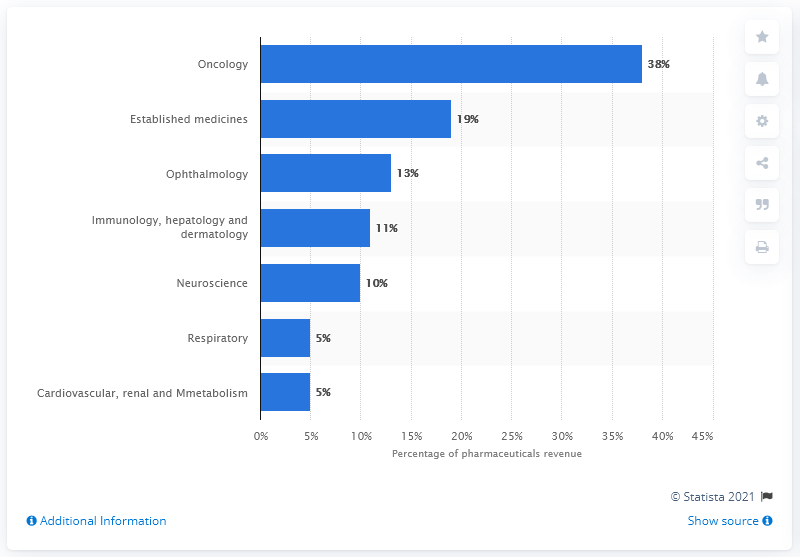 Oncology
38%
Established medicines
19%
Ophthalmology
13%
Immunology, hepatology and
dermatology
11%
Neuroscience
10%
Respiratory
5%
Cardiovascular, renal and Mmetabolism
5%
0% 5% 10% 15% 20% 25% 30% 35% 40% 45%
Percentage of pharmaceuticals revenue
© Statista 2021
Additional Information
Show source